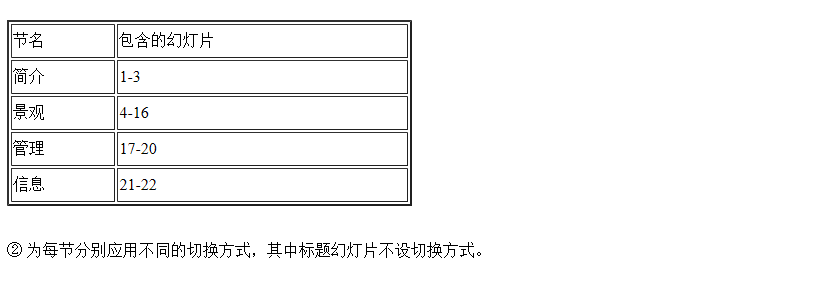 节名 包含的幻灯片
简介 1-3
景观 4-16
管理 17-20
信息 21-22
② 为每节分别应用不同的切换方式，其中标题幻灯片不设切换方式。